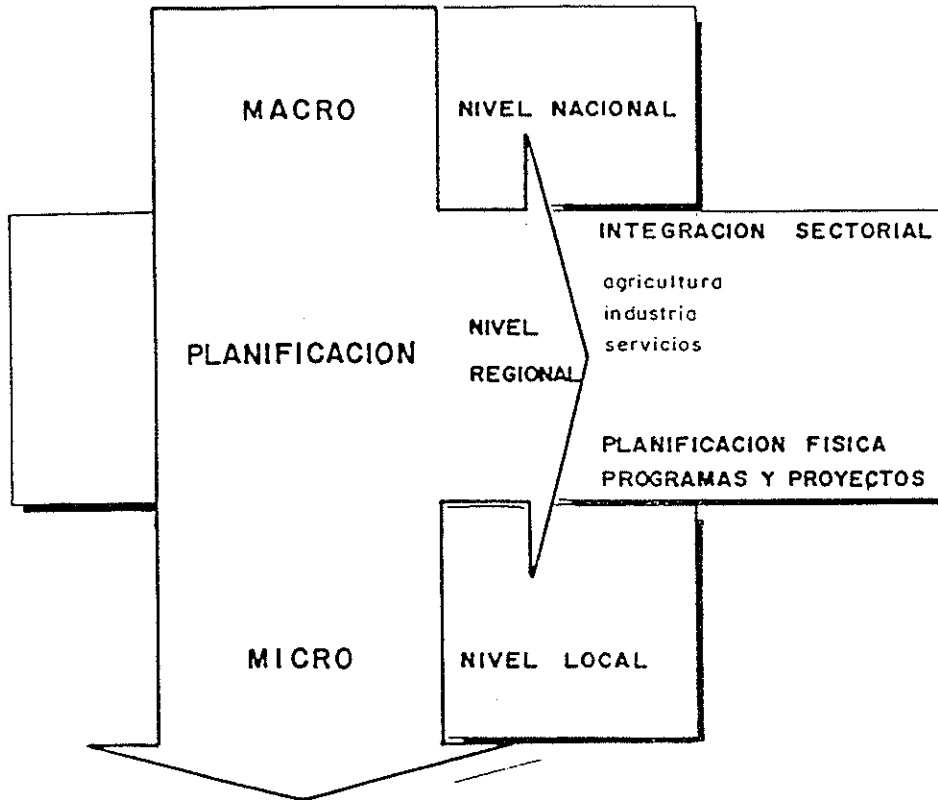 MACRO
NIVEL NACIONAL
INTEGRACION SECTORIAL
agricultura
industria
servicios
NIVEL
REGIONAL
PLANIFICACION
PLANIFICACION FISICA
PROGRAMAS Y PROYECTOS
MICRO
NIVEL LOCAL